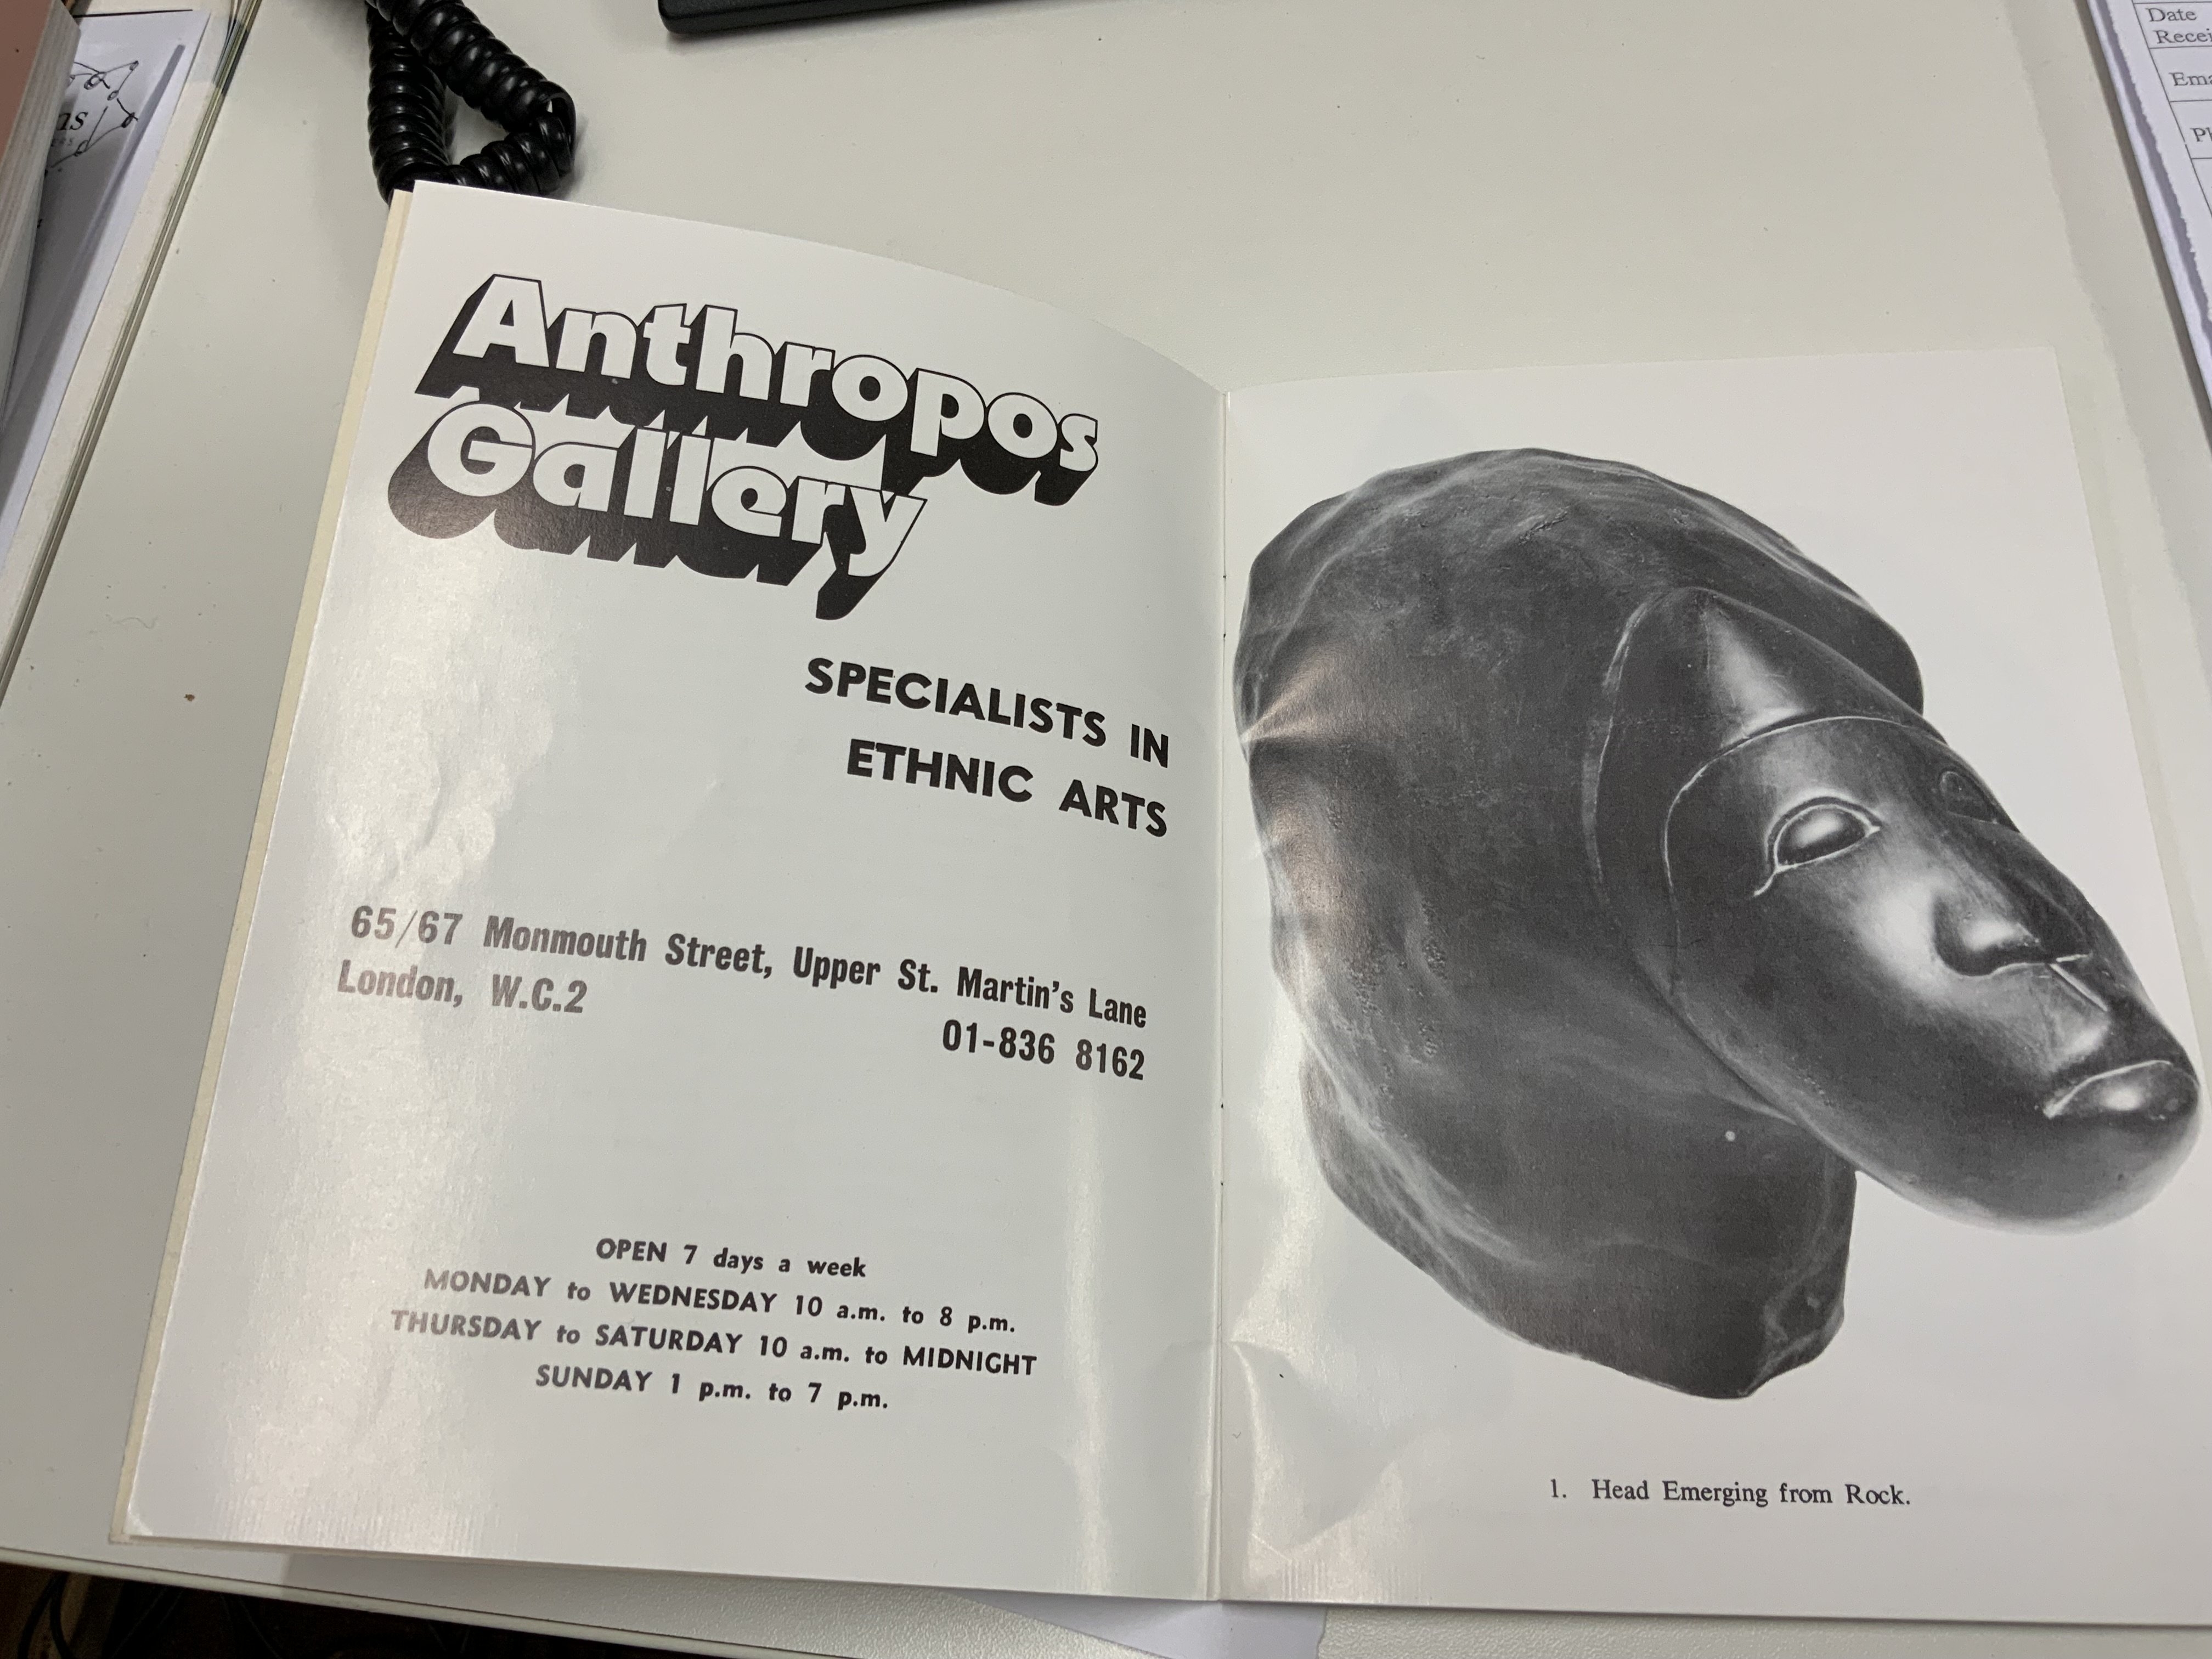 Anthropos
Gallery
SPECIALISTS IN
ETHNIC ARTS
65/67 Monmouth Street, Upper St. Martin's Lane
London, W.C.2
01-836 8162
OPEN 7 days a week
MONDAY to WEDNESDAY 10 a.m. to 8 p.m.
THURSDAY to SATURDAY 10 a.m. to MIDNIGHT
SUNDAY 1 p.m. to 7 p.m.
1. Head Emerging from Rock.
Date